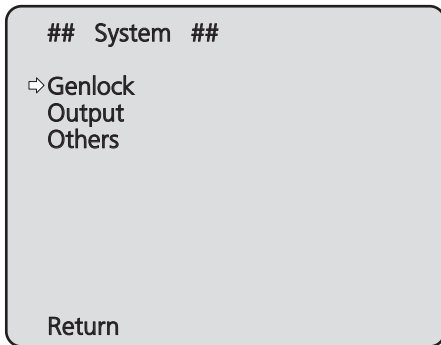 ## System ##
⇨Genlock
Output
Others
Return